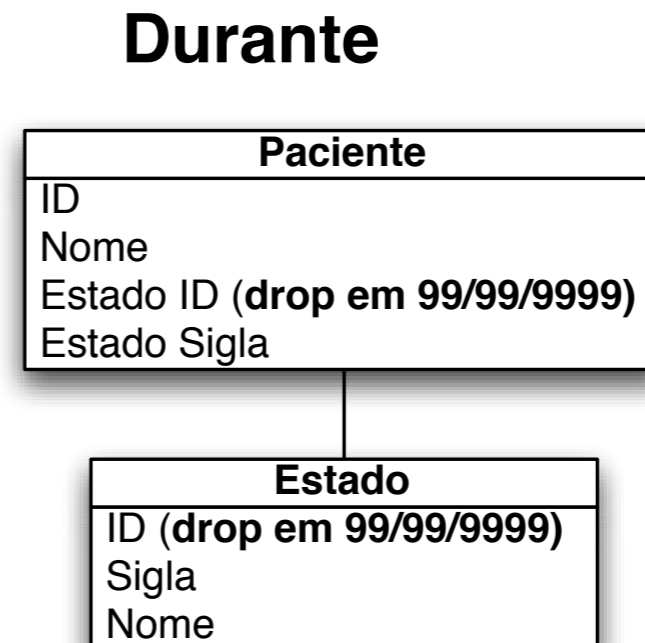 Durante
Paciente
ID
Nome
Estado ID (drop em 99/99/9999)
Estado Sigla
Estado
ID (drop em 99/99/9999)
Sigla
Nome